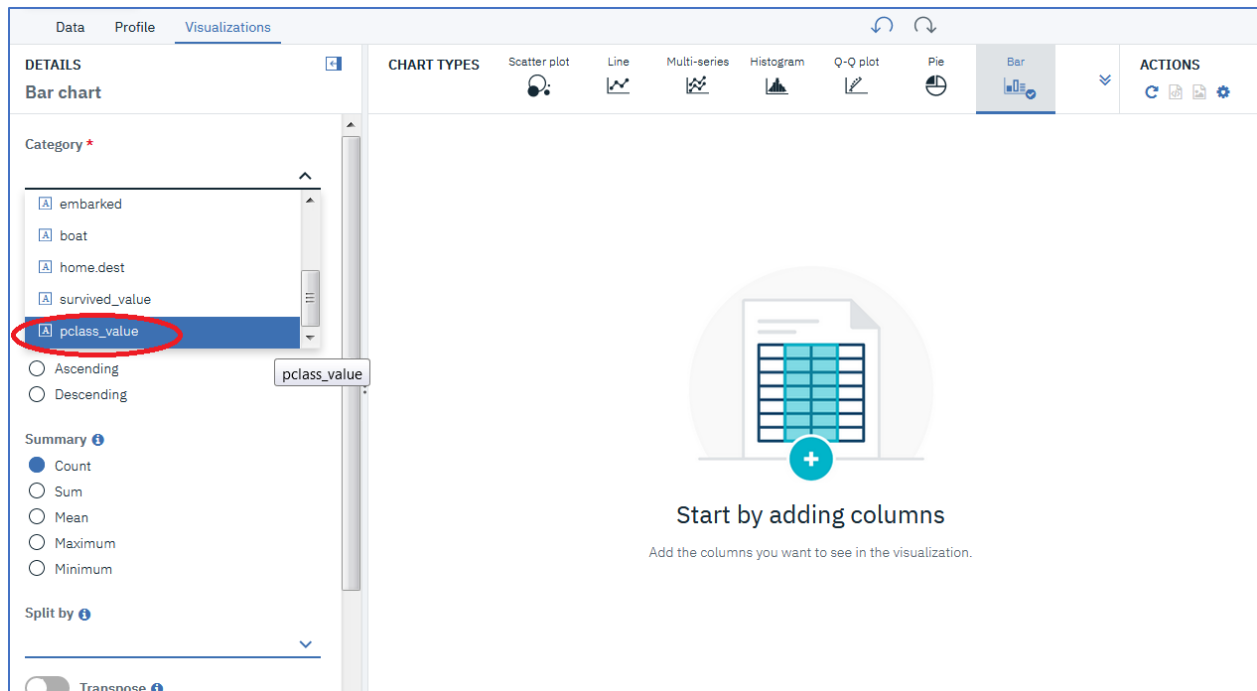 Data Profile Visualizations
DETAILS
Bar chart
CHART TYPES
Scatter plot
Line
Multi-series
Histogram
Q-Q plot
Pie
Bar
ACTIONS
Category *
A embarked
A boat
A home.dest
A survived_value
A pclass_value
pclass_value
Ascending
Descending
Summary
Count
Sum
Mean
Maximum
Minimum
Split by
Transpose
Start by adding columns
Add the columns you want to see in the visualization.